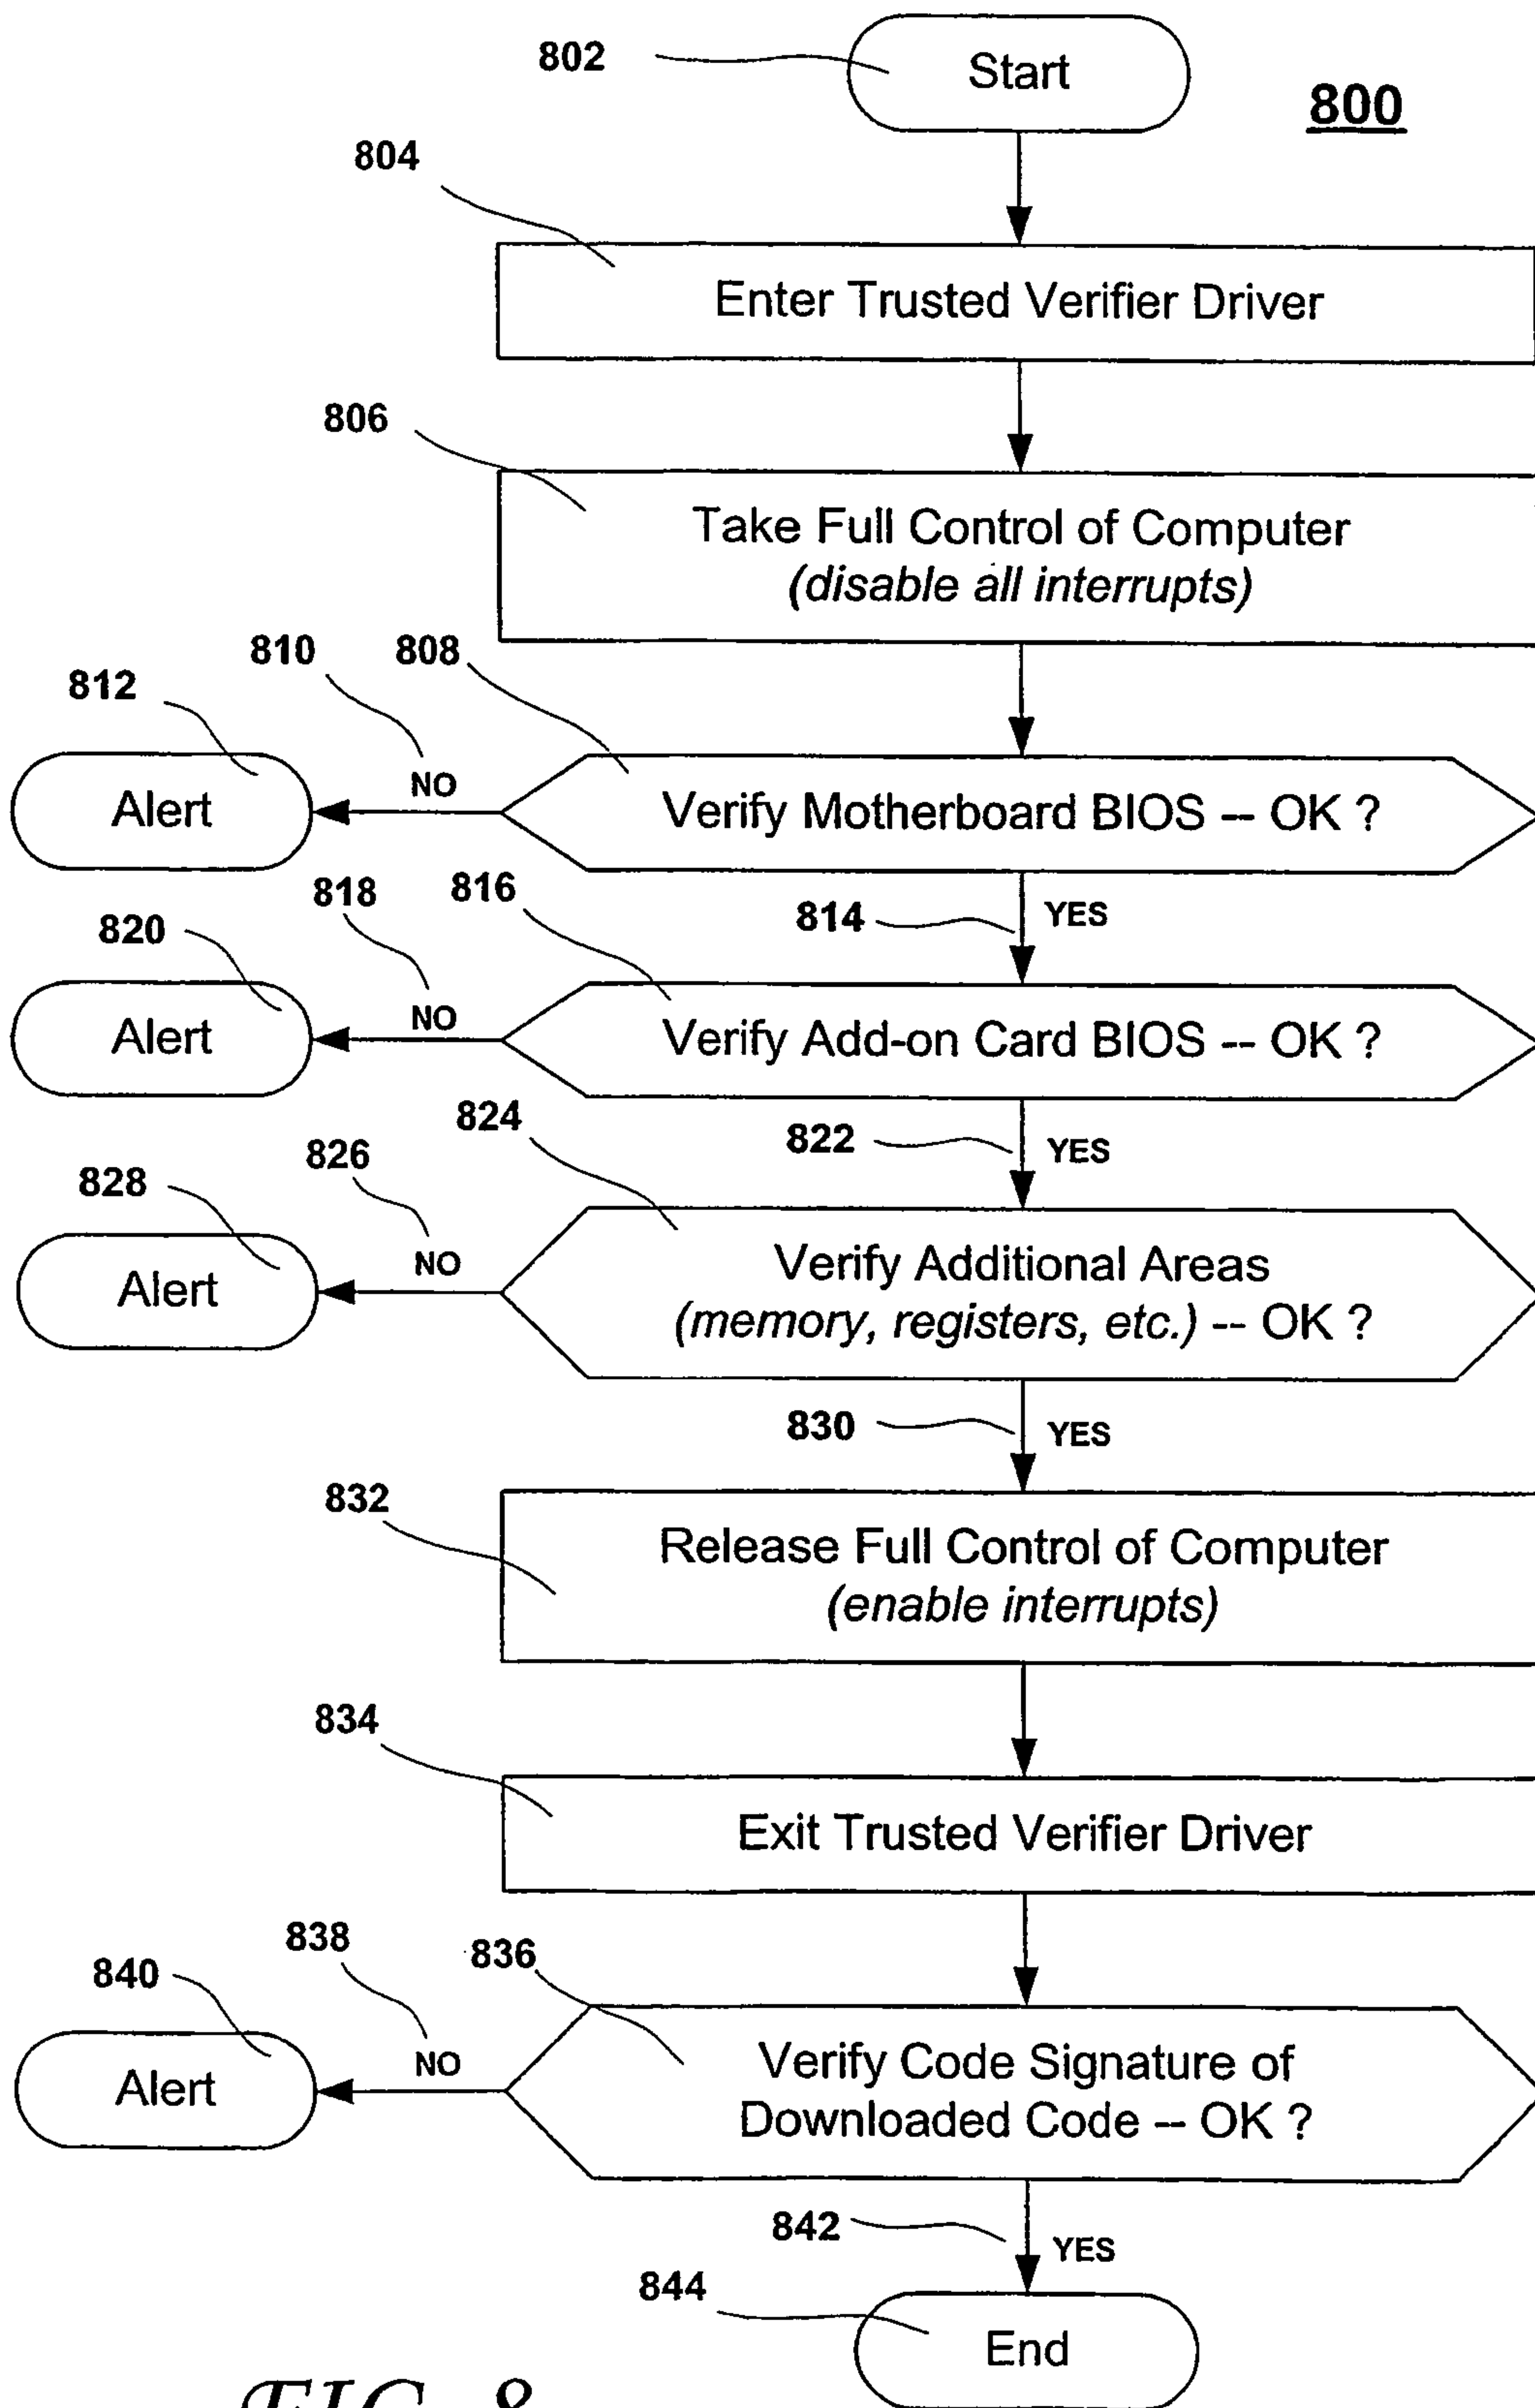 802
Start
800
804
Enter Trusted Verifier Driver
806
Take Full Control of Computer
(disable all interrupts)
810
808
812
Alert
NO
Verify Motherboard BIOS -- OK ?
814
YES
818
816
820
Alert
NO
Verify Add-on Card BIOS -- OK ?
822
YES
824
826
828
Alert
NO
Verify Additional Areas
(memory, registers, etc.) -- OK ?
830
YES
832
Release Full Control of Computer
(enable interrupts)
834
Exit Trusted Verifier Driver
838
836
840
Alert
NO
Verify Code Signature of
Downloaded Code -- OK ?
842
YES
844
End
FIG. 8